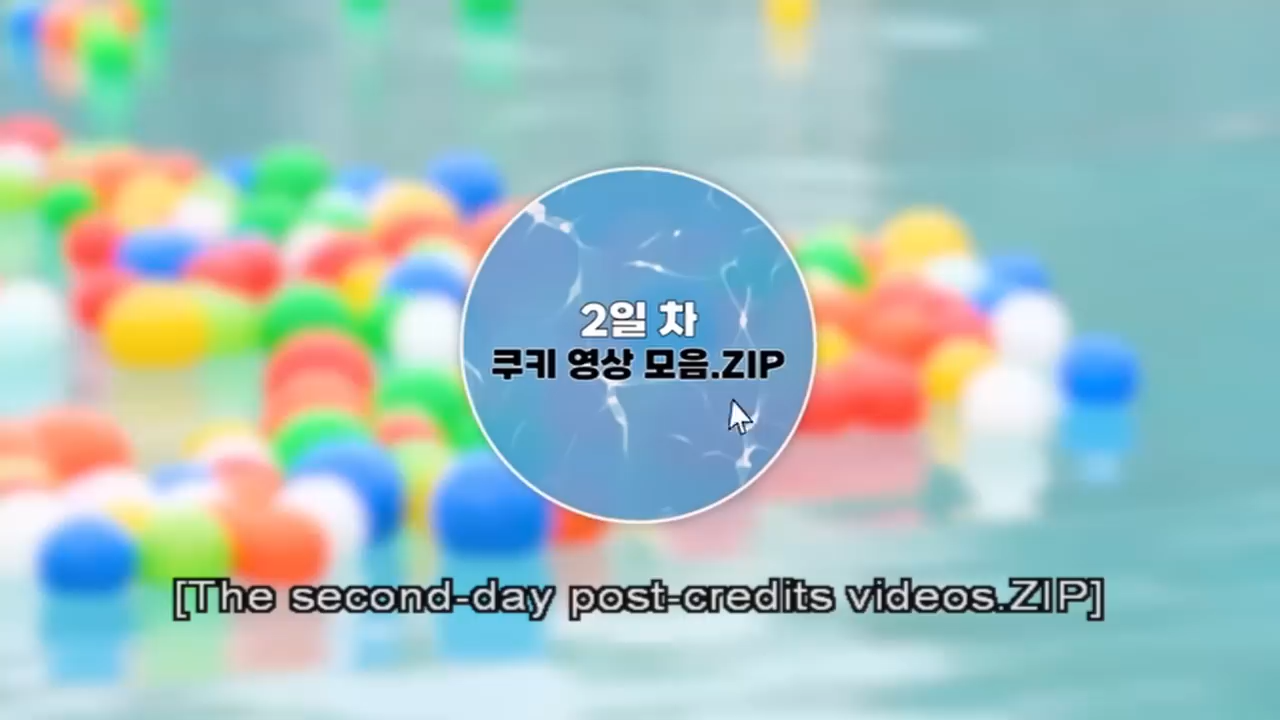 2일 차
쿠키 영상 모음.ZIP
[The second-day post-credits videos.ZIP]